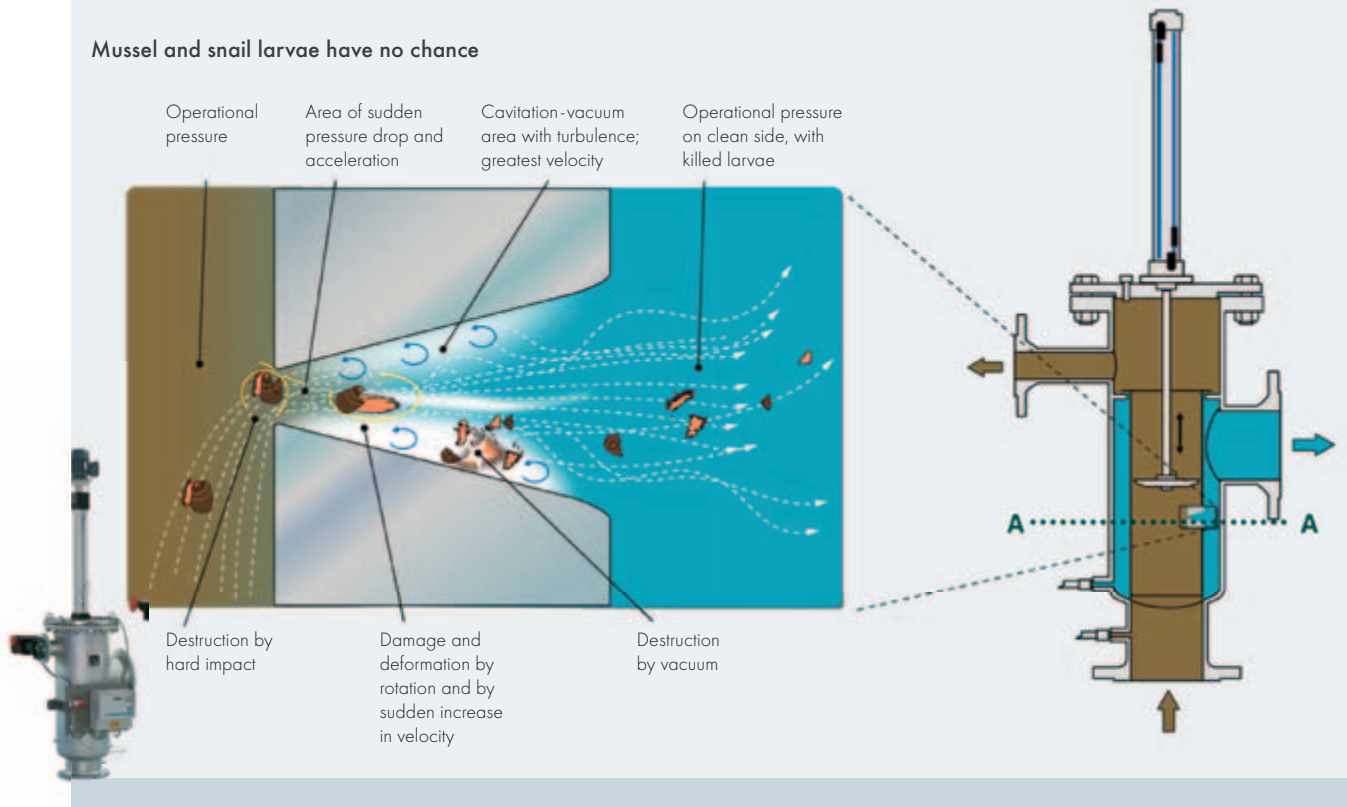 Mussel and snail larvae have no chance
Operational
pressure
Area of sudden
pressure drop and
acceleration
Cavitation-vacuum
area with turbulence;
greatest velocity
Operational pressure
on clean side, with
killed larvae
A
A
Destruction by
hard impact
Damage and
deformation by
rotation and by
sudden increase
in velocity
Destruction
by vacuum